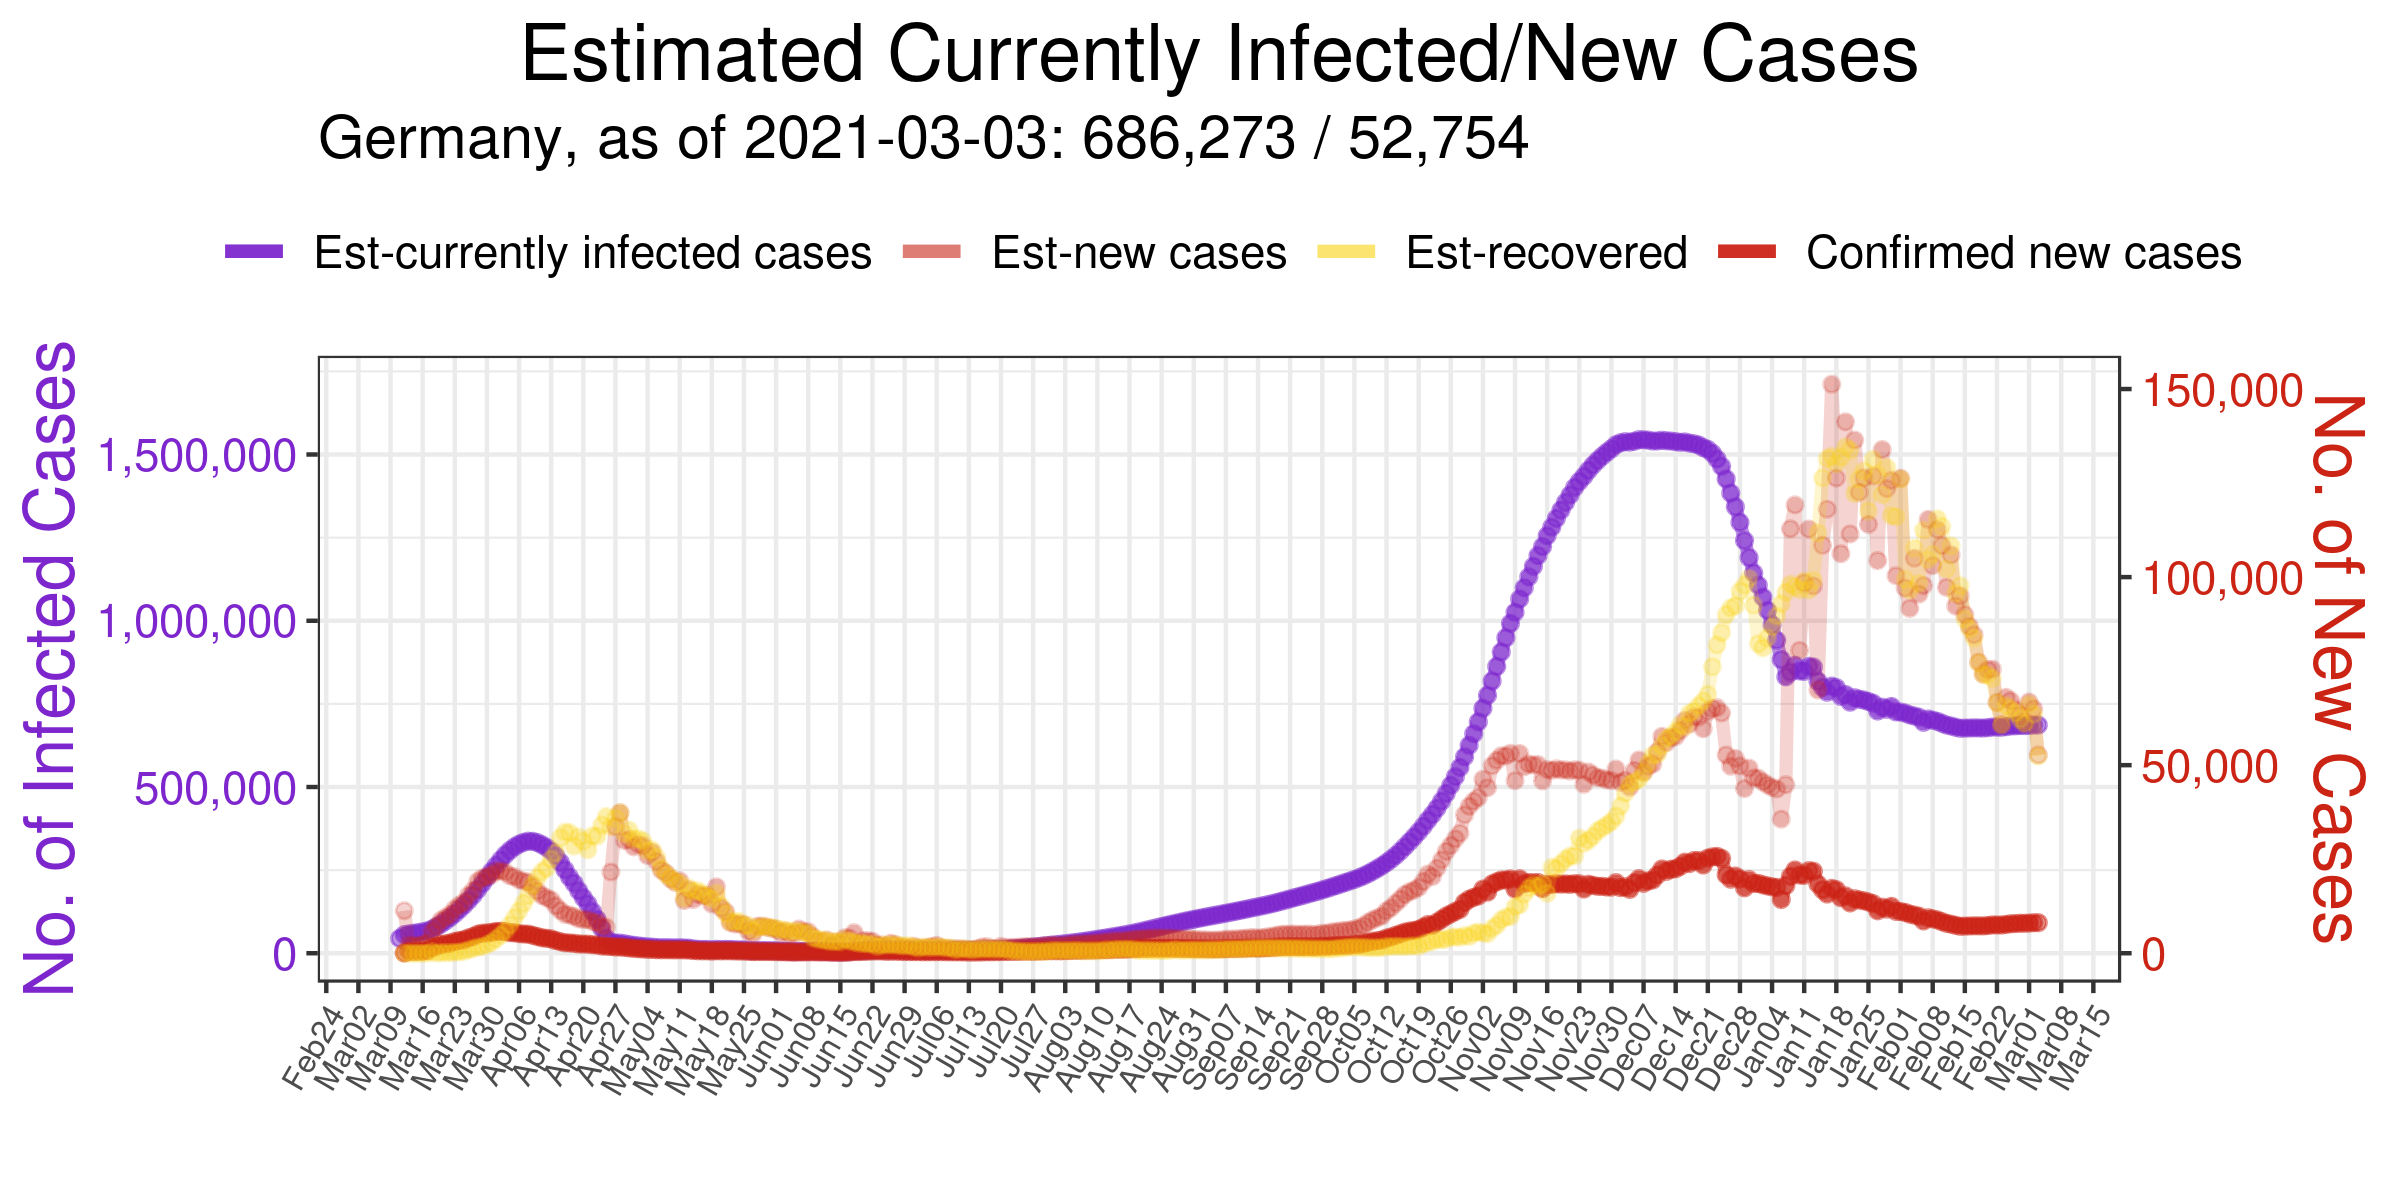 Estimated Currently Infected/New Cases
Germany, as of 2021-03-03: 686,273 / 52,754
Est-currently infected cases Est-new cases Est-recovered Confirmed new cases
No. of Infected Cases
1,500,000
1,000,000
500,000
0
150,000
100,000
50,000
0
No. of New Cases
Feb24
Mar02
Mar09
Mar16
Mar23
Mar30
Apr06
Apr13
Apr20
Apr27
May04
May11
May18
May25
Jun01
Jun08
Jun15
Jun22
Jun29
Jul06
Jul13
Jul20
Jul27
Aug03
Aug10
Aug17
Aug24
Aug31
Sep07
Sep14
Sep21
Sep28
Oct05
Oct12
Oct19
Oct26
Nov02
Nov09
Nov16
Nov23
Nov30
Dec07
Dec14
Dec21
Dec28
Jan04
Jan11
Jan18
Jan25
Feb01
Feb08
Feb15
Feb22
Mar01
Mar08
Mar15